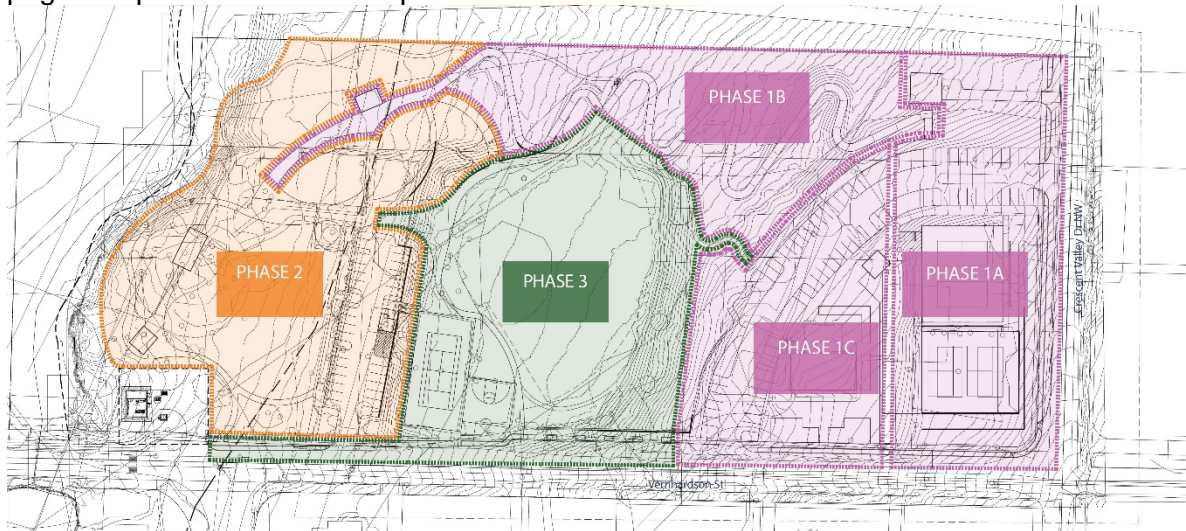 PHASE 1B
PHASE 2
PHASE 3
PHASE 1A
PHASE 1C
Crescent Valley Dr NW
Vernhardson St